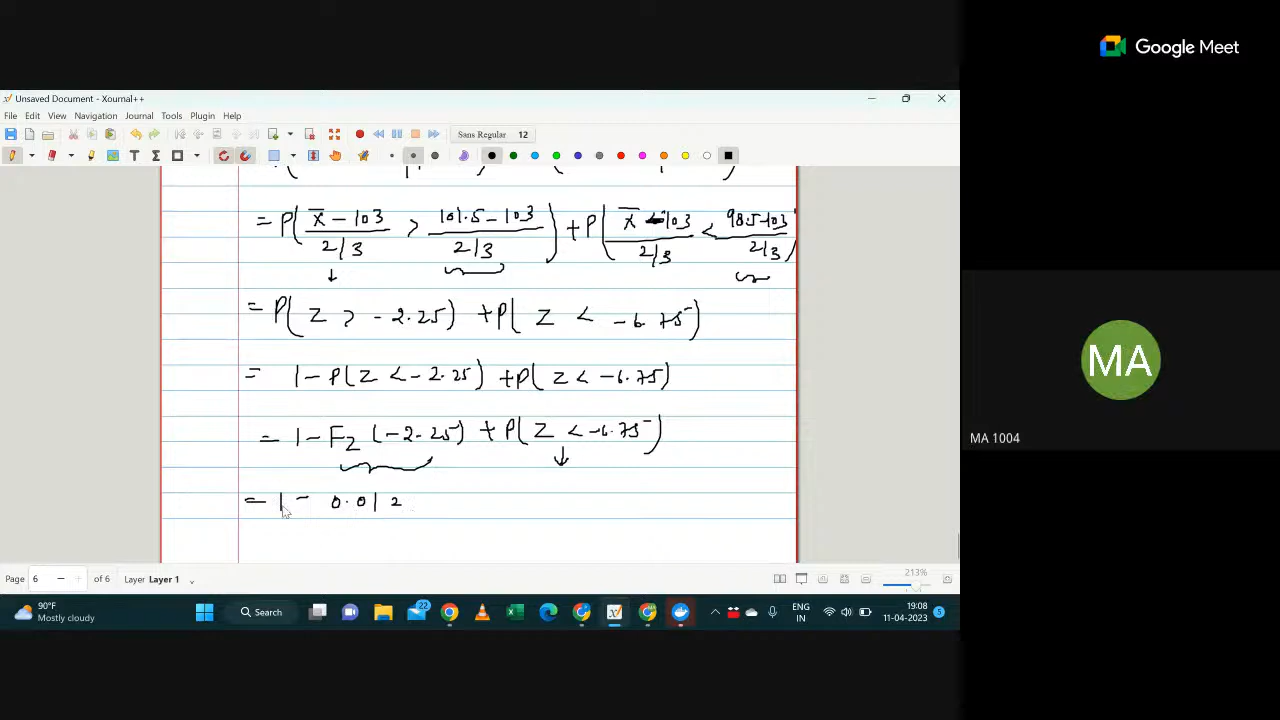 Google Meet
Unsaved Document - Xournal++
File Edit View Navigation Journal Tools Plugin Help
Sans Regular 12
= P( x̄ - 103 / 2/3 > 101.5 - 103 / 2/3 ) + P( x̄ - 103 / 2/3 < 98.5-103 / 2/3 )
= P( Z > -2.25) + P( Z < -6.75)
= 1 - P( Z < -2.25) + P( Z < -6.75)
= 1 - F_Z (-2.25) + P( Z < -6.75)
= 1 - 0.012
MA
MA 1004
Page 6 of 6 Layer Layer 1
213%
90°F
Mostly cloudy
Search
22
ENG
IN
19:08
11-04-2023
5